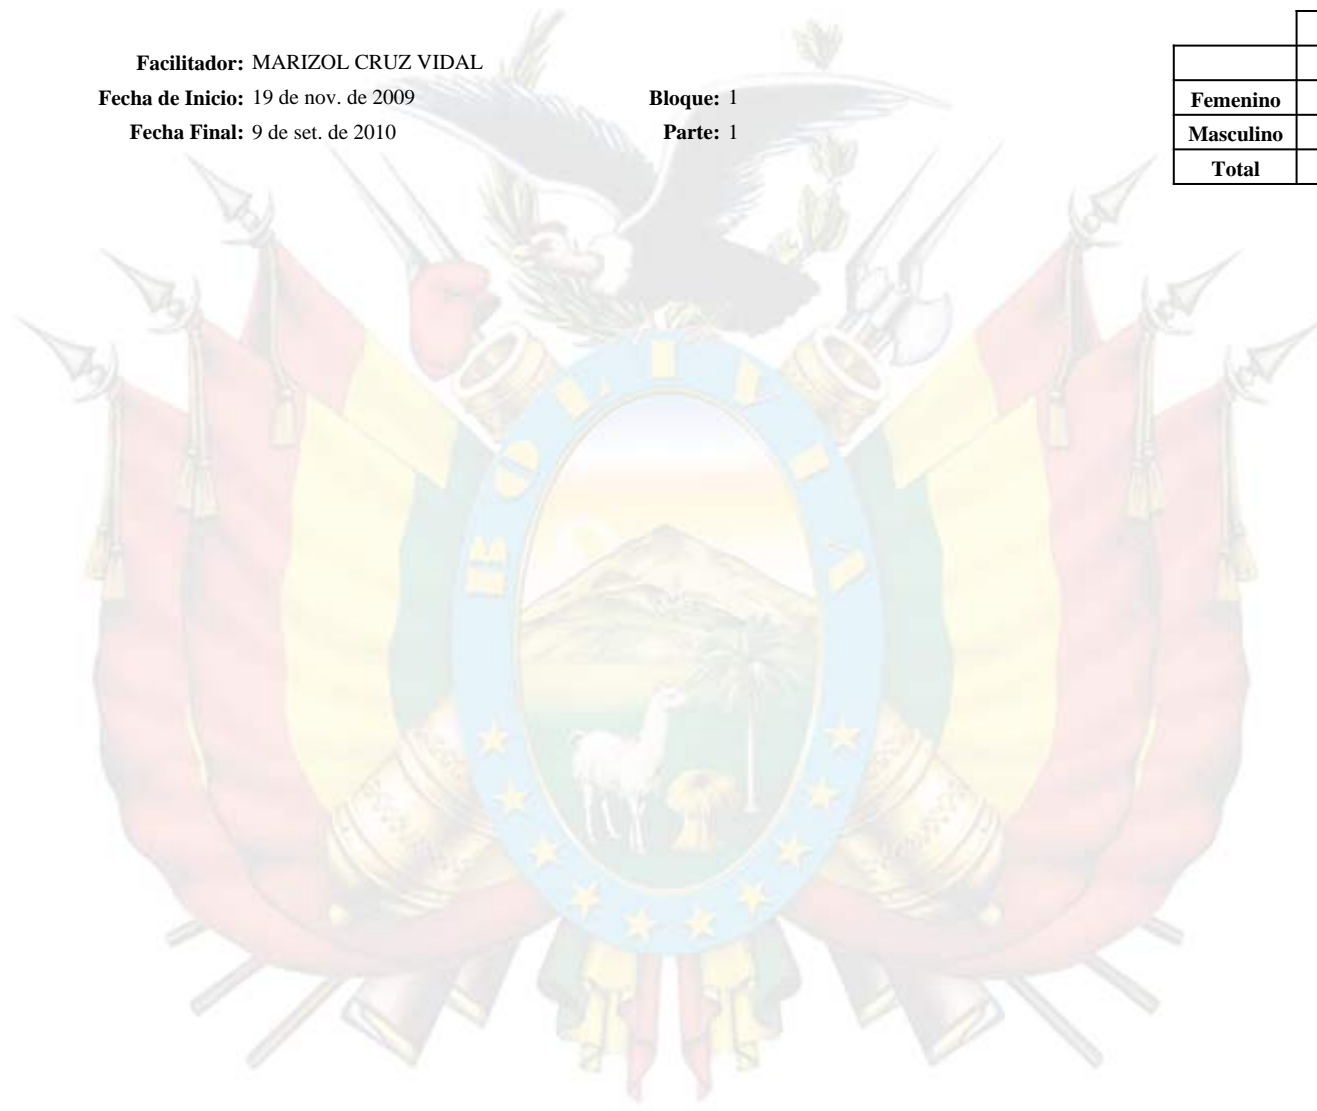 Facilitador: MARIZOL CRUZ VIDAL
Fecha de Inicio: 19 de nov. de 2009 Bloque: 1
Fecha Final: 9 de set. de 2010 Parte: 1
Femenino
Masculino
Total
BOLIVIA